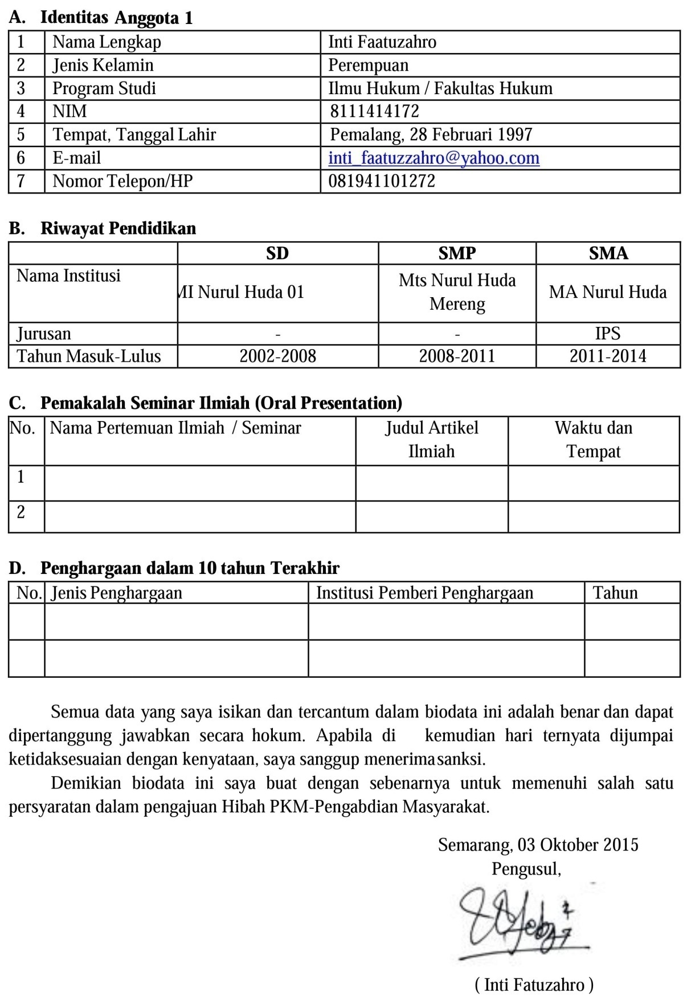 A. Identitas Anggota 1
1 Nama Lengkap Inti Faatuzahro
2 Jenis Kelamin Perempuan
3 Program Studi Ilmu Hukum / Fakultas Hukum
4 NIM 8111414172
5 Tempat, Tanggal Lahir Pemalang, 28 Februari 1997
6 E-mail inti_faatuzzahro@yahoo.com
7 Nomor Telepon/HP 081941101272
B. Riwayat Pendidikan
SD SMP SMA
Nama Institusi MI Nurul Huda 01 Mts Nurul Huda MA Nurul Huda
Mereng
Jurusan - - IPS
Tahun Masuk-Lulus 2002-2008 2008-2011 2011-2014
C. Pemakalah Seminar Ilmiah (Oral Presentation)
No. Nama Pertemuan Ilmiah / Seminar Judul Artikel Waktu dan
Ilmiah Tempat
1
2
D. Penghargaan dalam 10 tahun Terakhir
No. Jenis Penghargaan Institusi Pemberi Penghargaan Tahun
Semua data yang saya isikan dan tercantum dalam biodata ini adalah benar dan dapat
dipertanggung jawabkan secara hokum. Apabila di kemudian hari ternyata dijumpai
ketidaksesuaian dengan kenyataan, saya sanggup menerima sanksi.
Demikian biodata ini saya buat dengan sebenarnya untuk memenuhi salah satu
persyaratan dalam pengajuan Hibah PKM-Pengabdian Masyarakat.
Semarang, 03 Oktober 2015
Pengusul,
( Inti Fatuzahro )